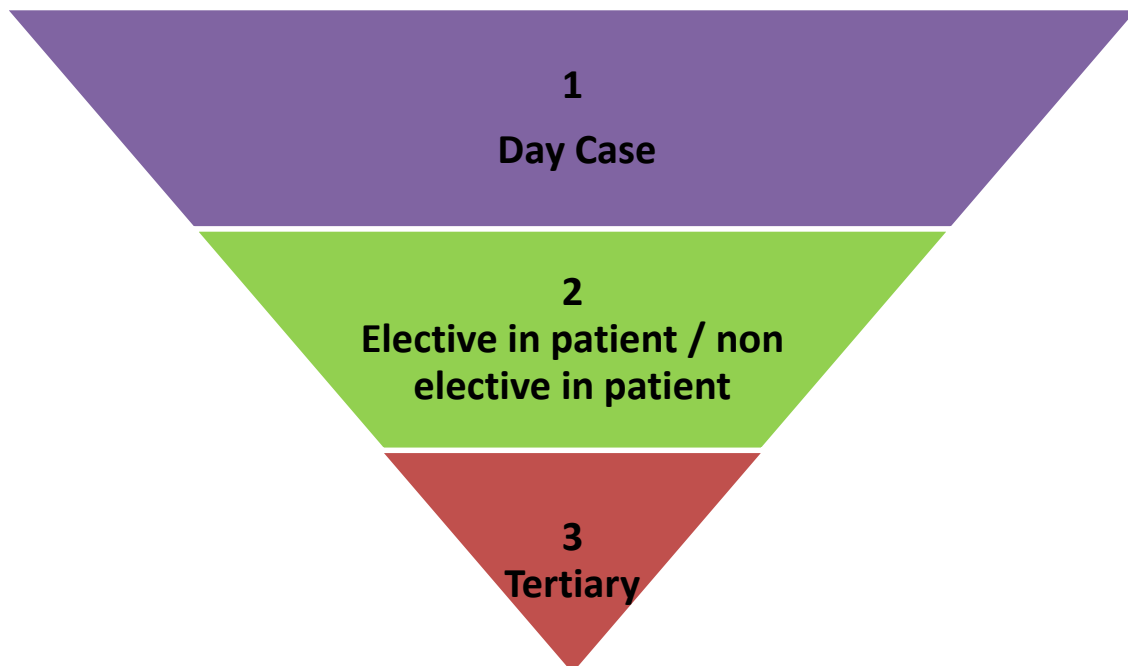 1
Day Case
2
Elective in patient / non
elective in patient
3
Tertiary